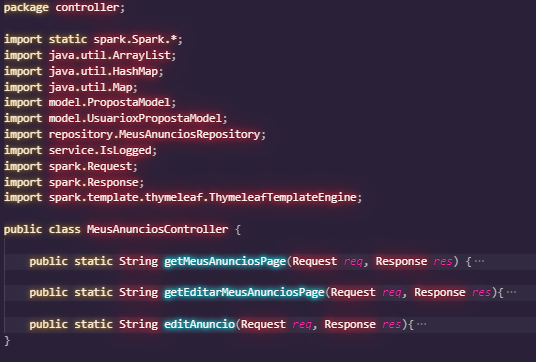 package controller;
import static spark.Spark.*;
import java.util.ArrayList;
import java.util.HashMap;
import java.util.Map;
import model.PropostaModel;
import model.UsuarioxPropostaModel;
import repository.MeusAnunciosRepository;
import service.IsLogged;
import spark.Request;
import spark.Response;
import spark.template.thymeleaf.ThymeleafTemplateEngine;
public class MeusAnunciosController {
public static String getMeusAnunciosPage(Request req, Response res) {···
public static String getEditarMeusAnunciosPage(Request req, Response res){···
public static String editAnuncio(Request req, Response res){···
}